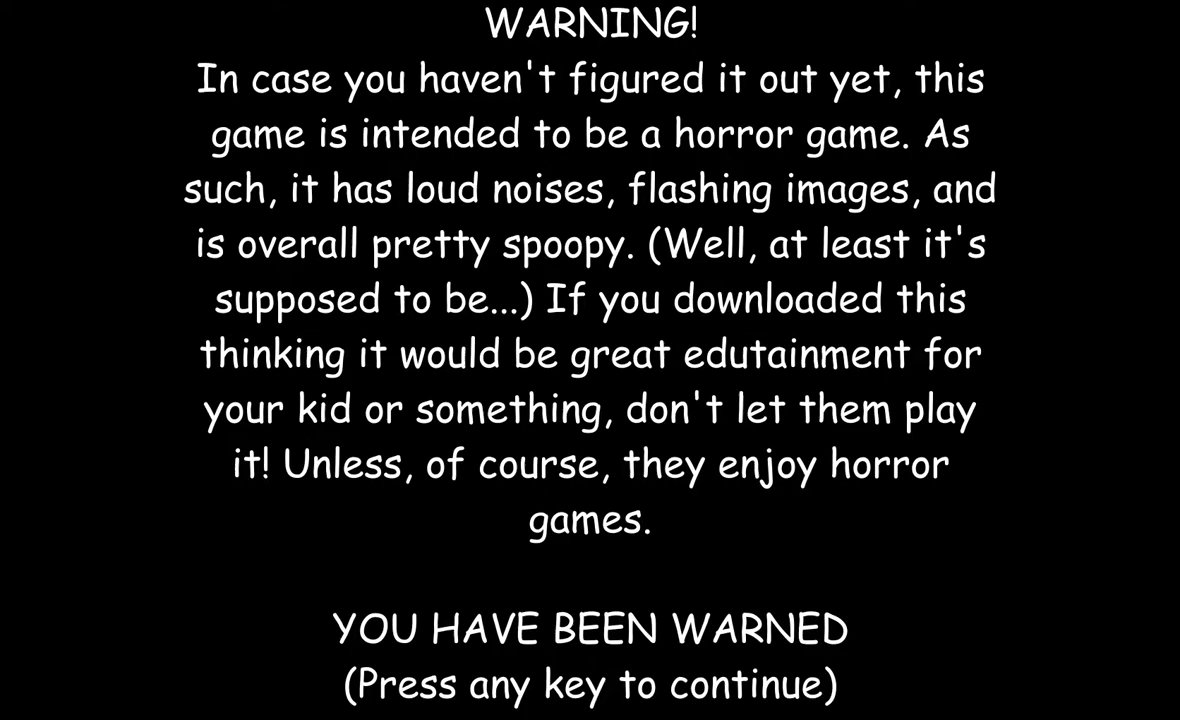 WARNING!
In case you haven't figured it out yet, this
game is intended to be a horror game. As
such, it has loud noises, flashing images, and
is overall pretty spoopy. (Well, at least it's
supposed to be...) If you downloaded this
thinking it would be great edutainment for
your kid or something, don't let them play
it! Unless, of course, they enjoy horror
games.
YOU HAVE BEEN WARNED
(Press any key to continue)